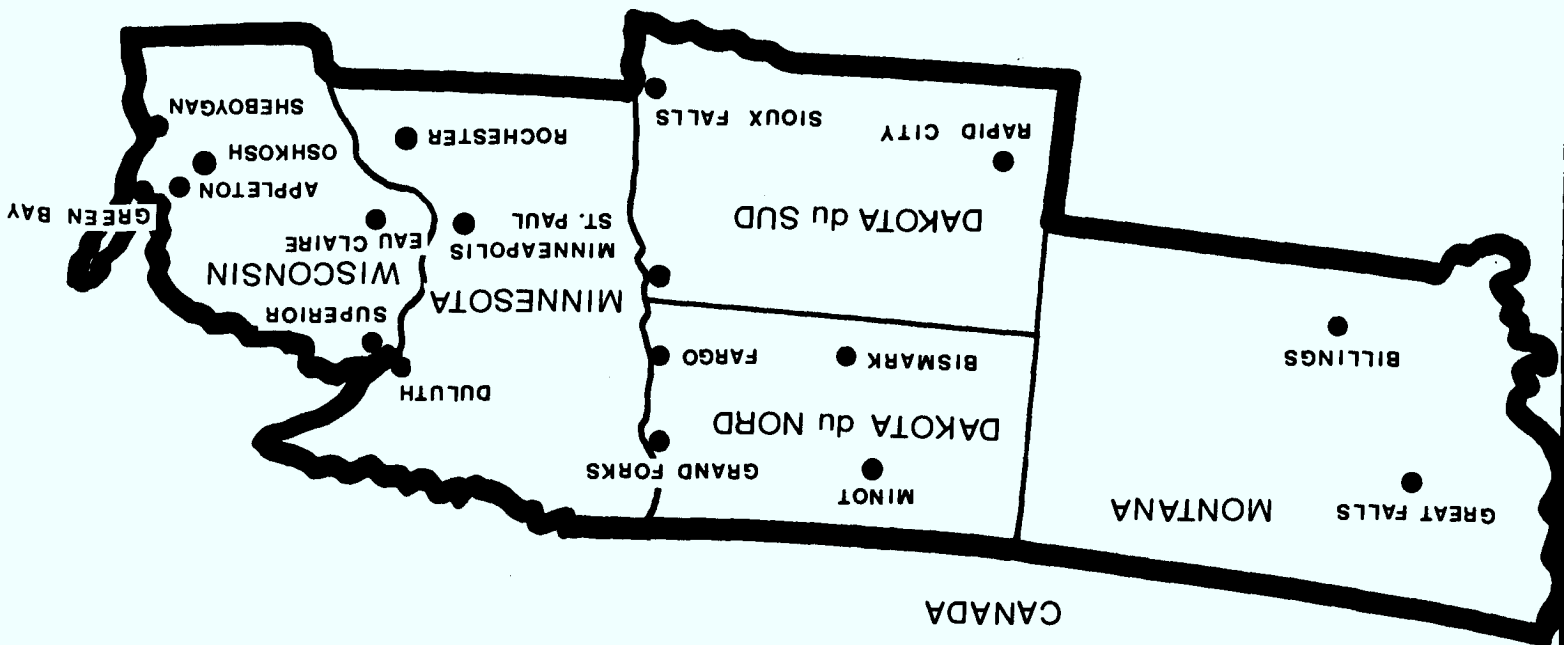 CANADA
GREAT FALLS
MONTANA
BILLINGS
MINOT
GRAND FORKS
DAKOTA du NORD
BISMARK
FARGO
DULUTH
SUPERIOR
MINNESOTA
WISCONSIN
MINNEAPOLIS
ST. PAUL
EAU CLAIRE
DAKOTA du SUD
GREEN BAY
APPLETON
OSHKOSH
RAPID CITY
SIOUX FALLS
ROCHESTER
SHEBOYGAN